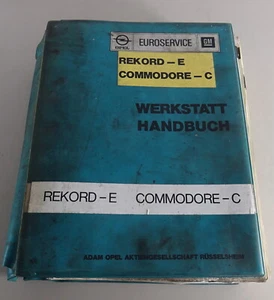 OPEL
EUROSERVICE
GM
REKORD-E
COMMODORE-C
WERKSTATT
HANDBUCH
REKORD-E COMMODORE-C
ADAM OPEL AKTIENGESELLSCHAFT RÜSSELSHEIM